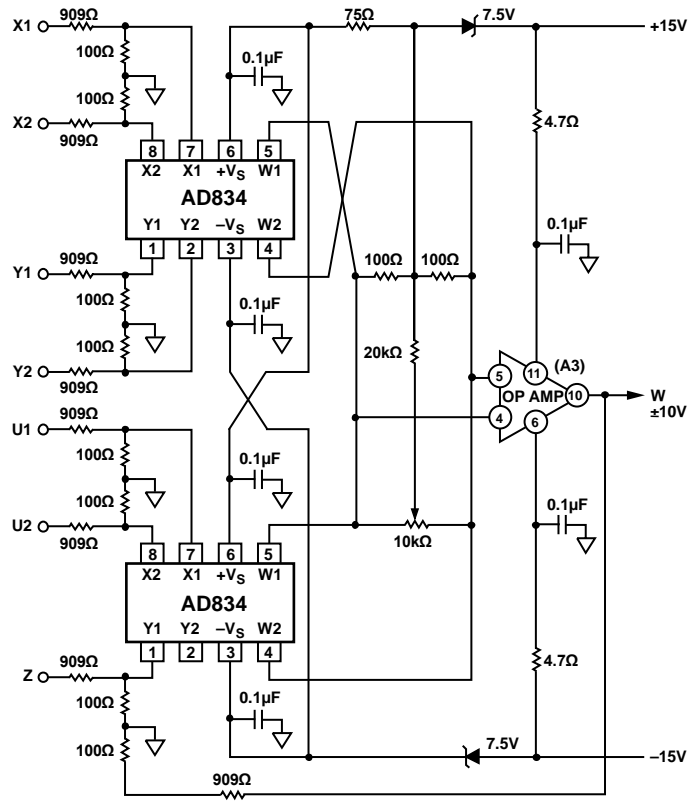 X1 909Ω 75Ω 7.5V +15V
100Ω 0.1µF
100Ω 4.7Ω
X2
909Ω
8 7 6 5
X2 X1 +VS W1
AD834
Y1 Y2 –VS W2
1 2 3 4
0.1µF
Y1 909Ω 100Ω 100Ω
100Ω 0.1µF
100Ω 20kΩ
Y2
909Ω
5 11 (A3)
OP AMP 10 W
±10V
4 6
U1 909Ω
100Ω 0.1µF
100Ω 0.1µF
U2
909Ω 10kΩ
8 7 6 5
X2 X1 +VS W1
AD834
Y1 Y2 –VS W2
1 2 3 4
4.7Ω
Z 909Ω
100Ω 0.1µF
100Ω 7.5V –15V
909Ω